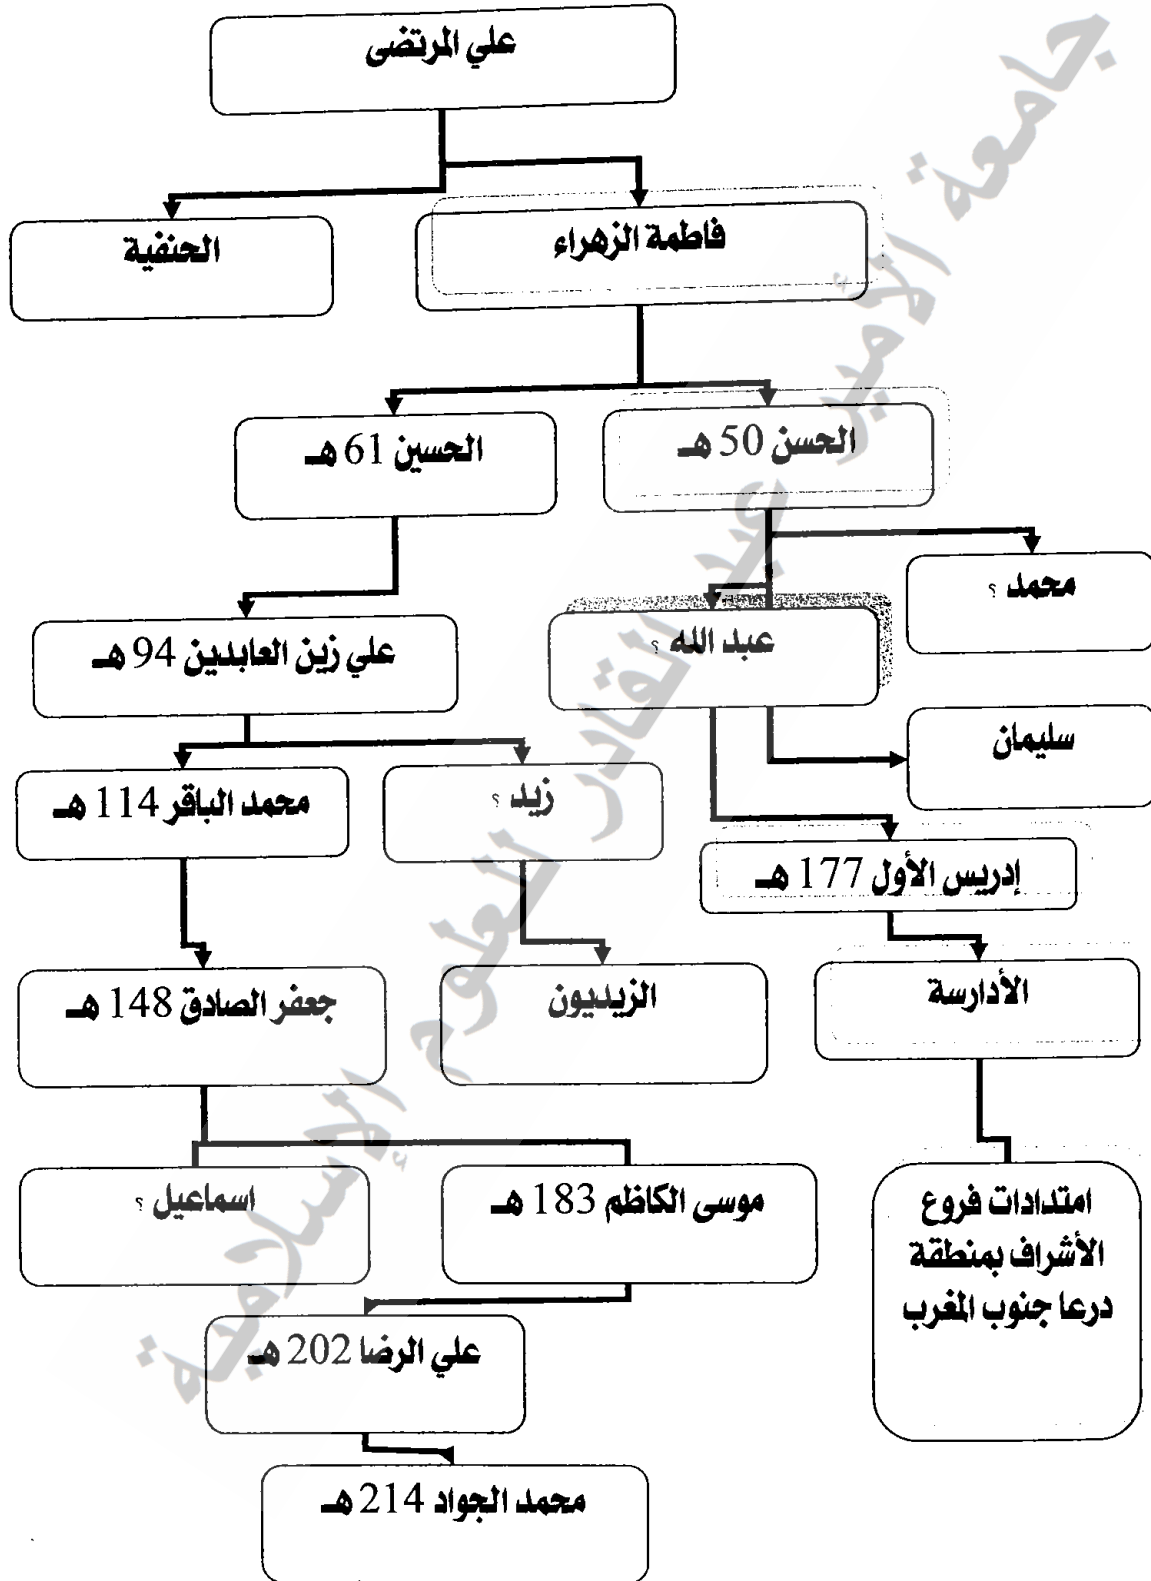 علي المرتضى
فاطمة الزهراء
الحنفية
الحسن 50 هـ
الحسين 61 هـ
محمد ؟
عبد الله ؟
علي زين العابدين 94 هـ
سليمان
زيد ؟
محمد الباقر 114 هـ
إدريس الأول 177 هـ
الأدارسة
الزيديون
جعفر الصادق 148 هـ
امتدادات فروع
الأشراف بمنطقة
درعا جنوب المغرب
موسى الكاظم 183 هـ
اسماعيل ؟
علي الرضا 202 هـ
محمد الجواد 214 هـ
جامعة الأمير عبد القادر للعلوم الإسلامية